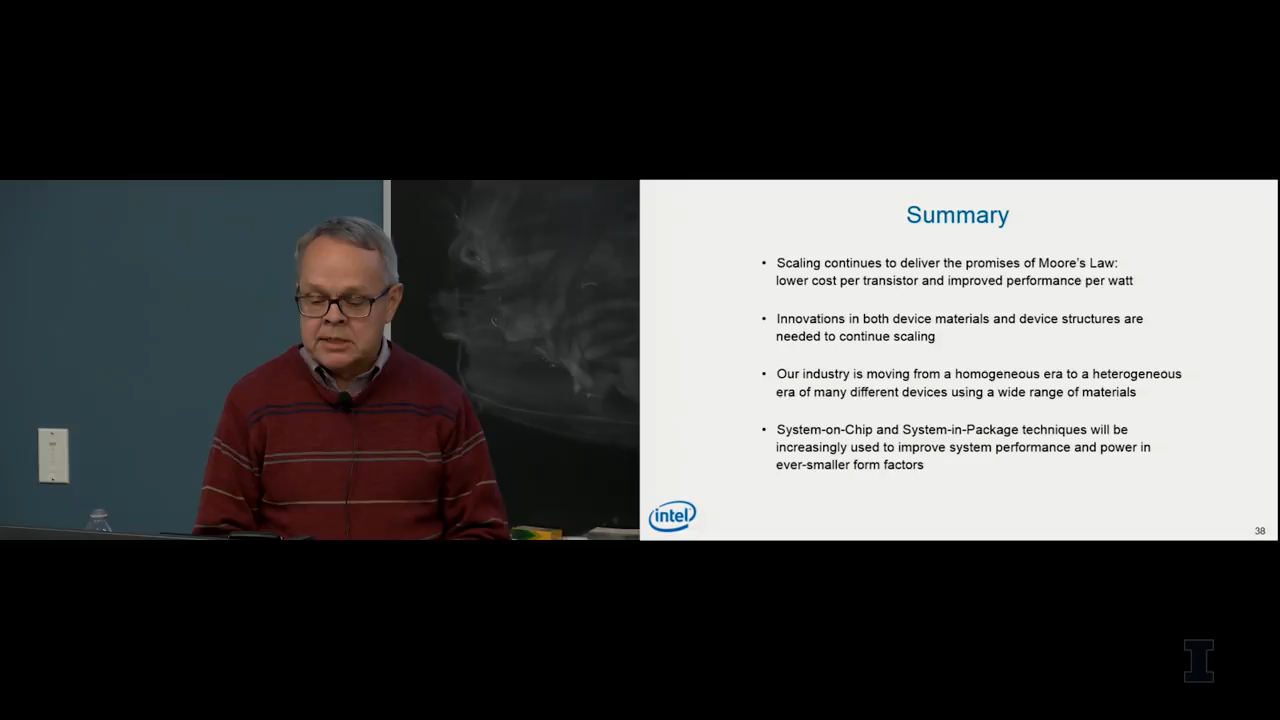 Summary
• Scaling continues to deliver the promises of Moore's Law:
lower cost per transistor and improved performance per watt
• Innovations in both device materials and device structures are
needed to continue scaling
• Our industry is moving from a homogeneous era to a heterogeneous
era of many different devices using a wide range of materials
• System-on-Chip and System-in-Package techniques will be
increasingly used to improve system performance and power in
ever-smaller form factors
intel
38
I